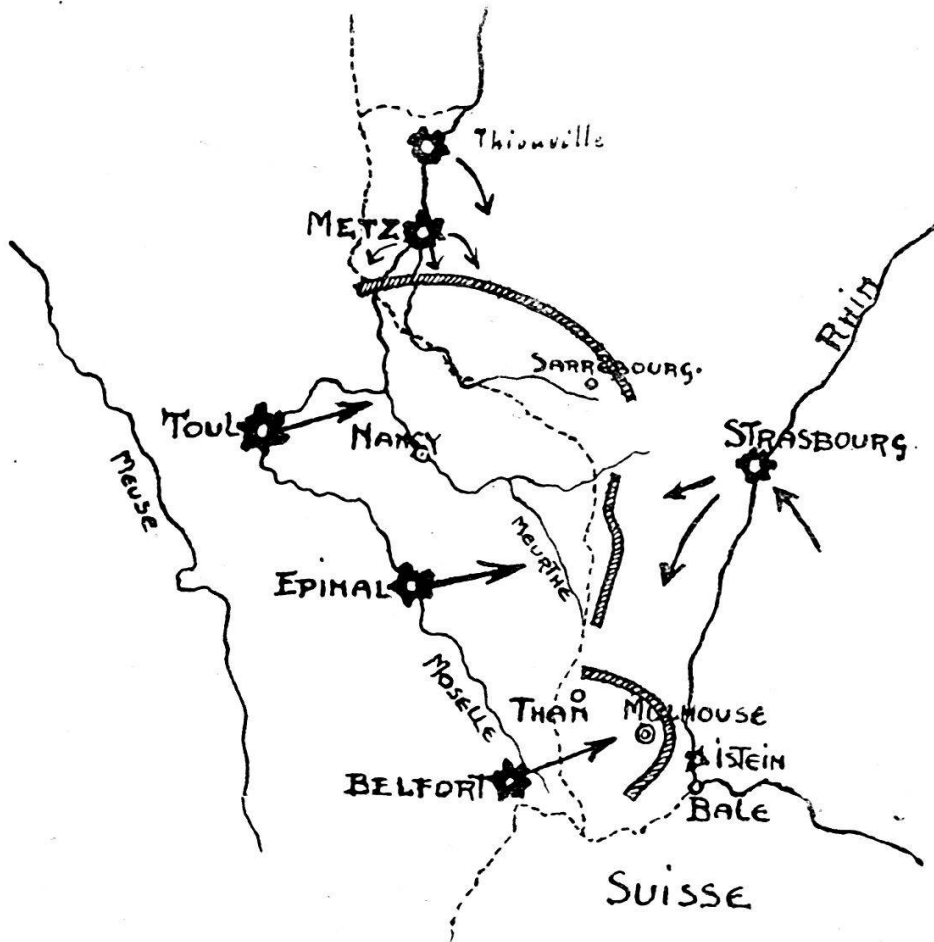 Thionville
METZ
RHIN
SARREBOURG.
TOUL
NANCY
STRASBOURG.
MEUSE
MEURTHE
EPINAL
MOSELLE
THAN
MULHOUSE
ISTEIN
BELFORT
BALE
SUISSE